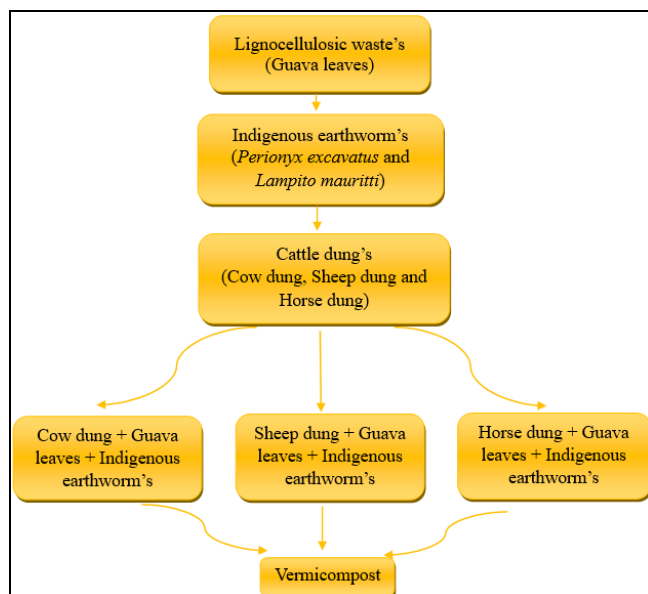 Lignocellulosic waste’s
(Guava leaves)
Indigenous earthworm’s
(Perionyx excavatus and
Lampito mauritti)
Cattle dung’s
(Cow dung, Sheep dung and
Horse dung)
Cow dung + Guava
leaves + Indigenous
earthworm’s
Sheep dung + Guava
leaves + Indigenous
earthworm’s
Horse dung + Guava
leaves + Indigenous
earthworm’s
Vermicompost